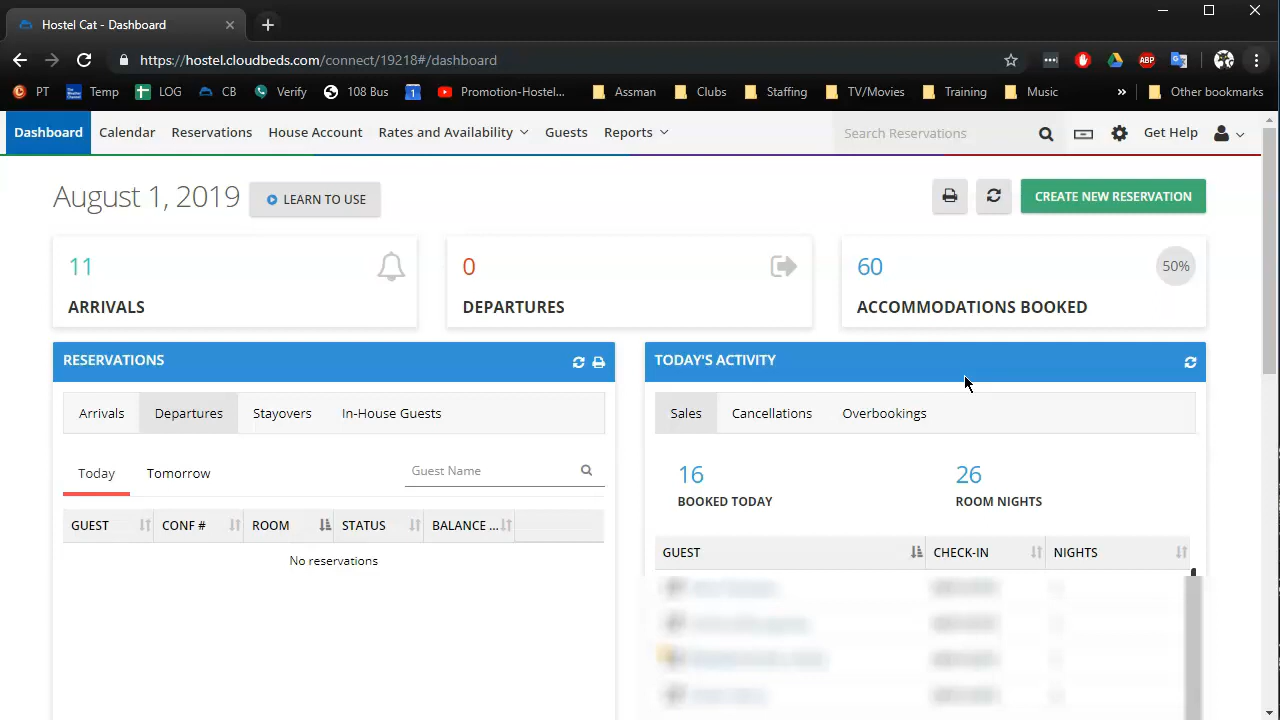 Hostel Cat - Dashboard
https://hostel.cloudbeds.com/connect/19218#/dashboard
PT Temp LOG CB Verify 108 Bus 1 Promotion-Hostel... Assman Clubs Staffing TV/Movies Training Music » Other bookmarks
Dashboard Calendar Reservations House Account Rates and Availability Guests Reports Search Reservations Get Help
August 1, 2019 LEARN TO USE CREATE NEW RESERVATION
11 0 60 50%
ARRIVALS DEPARTURES ACCOMMODATIONS BOOKED
RESERVATIONS TODAY'S ACTIVITY
Arrivals Departures Stayovers In-House Guests Sales Cancellations Overbookings
Today Tomorrow Guest Name 16 26
BOOKED TODAY ROOM NIGHTS
GUEST CONF # ROOM STATUS BALANCE ...
GUEST CHECK-IN NIGHTS
No reservations